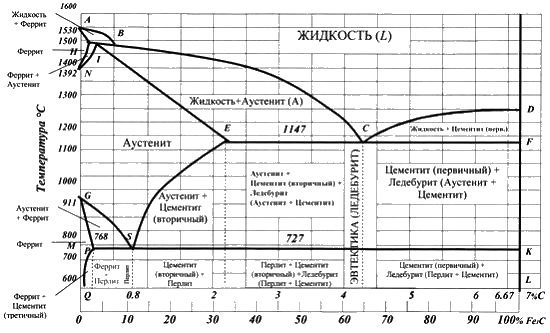 1600
Жидкость
+ Феррит
A
1530
1500
B
ЖИДКОСТЬ (L)
Феррит
H
I
1400
1392
N
Феррит +
Аустенит
1300
Жидкость+Аустенит (A)
D
1200
Жидкость + Цементит (перв.)
E
1147
C
F
1100
Аустенит
Температура °C
1000
Аустенит +
Цементит
(вторичный)
Аустенит +
Цементит (вторичный) +
Ледебурит
(Аустенит + Цементит)
ЭВТЕКТИКА (ЛЕДЕБУРИТ)
Цементит (первичный) +
Ледебурит (Аустенит +
Цементит)
G
911
Аустенит
+ Феррит
800
768
S
727
Феррит
M
P
K
700
Феррит
+
Перлит
Перлит
Цементит
(вторичный) +
Перлит
Перлит + Цементит
(вторичный) +Ледебурит
(Перлит + Цементит)
Цементит (первичный) +
Ледебурит (Перлит + Цементит)
600
L
Феррит +
Цементит
(третичный)
Q
0.8
2
3
4
5
6
6.67
7%C
0
10
20
30
40
50
60
70
80
90
100% Fe₃C